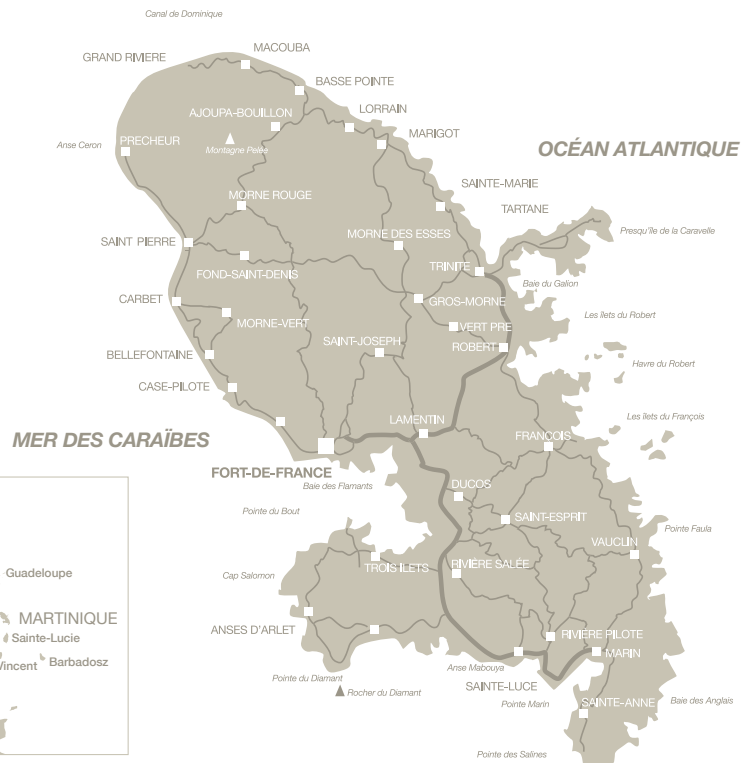 Canal de Dominique
GRAND RIVIERE
MACOUBA
BASSE POINTE
AJOUPA-BOUILLON
LORRAIN
MARIGOT
Anse Ceron
PRECHEUR
Montagne Pelée
OCÉAN ATLANTIQUE
SAINTE-MARIE
TARTANE
MORNE ROUGE
Presqu'île de la Caravelle
SAINT PIERRE
MORNE DES ESSES
TRINITE
FOND-SAINT-DENIS
Baie du Galion
CARBET
GROS-MORNE
Les îlets du Robert
MORNE-VERT
VERT PRE
SAINT-JOSEPH
ROBERT
BELLEFONTAINE
Havre du Robert
CASE-PILOTE
Les îlets du François
LAMENTIN
MER DES CARAÏBES
FRANCOIS
FORT-DE-FRANCE
Baie des Flamants
DUCOS
Pointe du Bout
SAINT-ESPRIT
Pointe Faula
VAUCLIN
TROIS ILETS
RIVIÈRE SALÉE
Cap Salomon
Guadeloupe
MARTINIQUE
Sainte-Lucie
Vincent
Barbadosz
ANSES D'ARLET
RIVIÈRE PILOTE
MARIN
Anse Mabouya
Pointe du Diamant
SAINTE-LUCE
Rocher du Diamant
Pointe Marin
SAINTE-ANNE
Baie des Anglais
Pointe des Salines